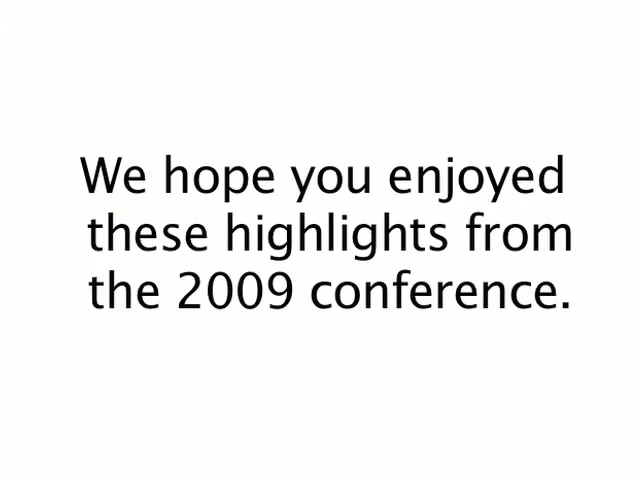 We hope you enjoyed
these highlights from
the 2009 conference.